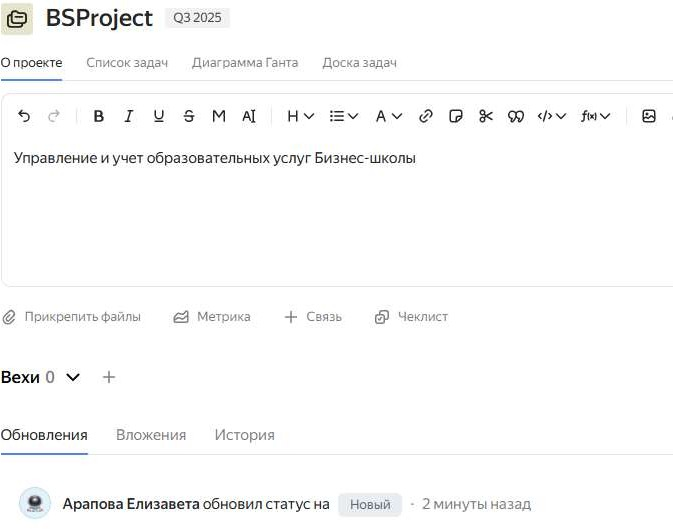 BSProject Q3 2025
О проекте Список задач Диаграмма Ганта Доска задач
B I U S M AI H A </> f(x)
Управление и учет образовательных услуг Бизнес-школы
Прикрепить файлы Метрика Связь Чеклист
Вехи 0
Обновления Вложения История
Арапова Елизавета обновил статус на Новый · 2 минуты назад